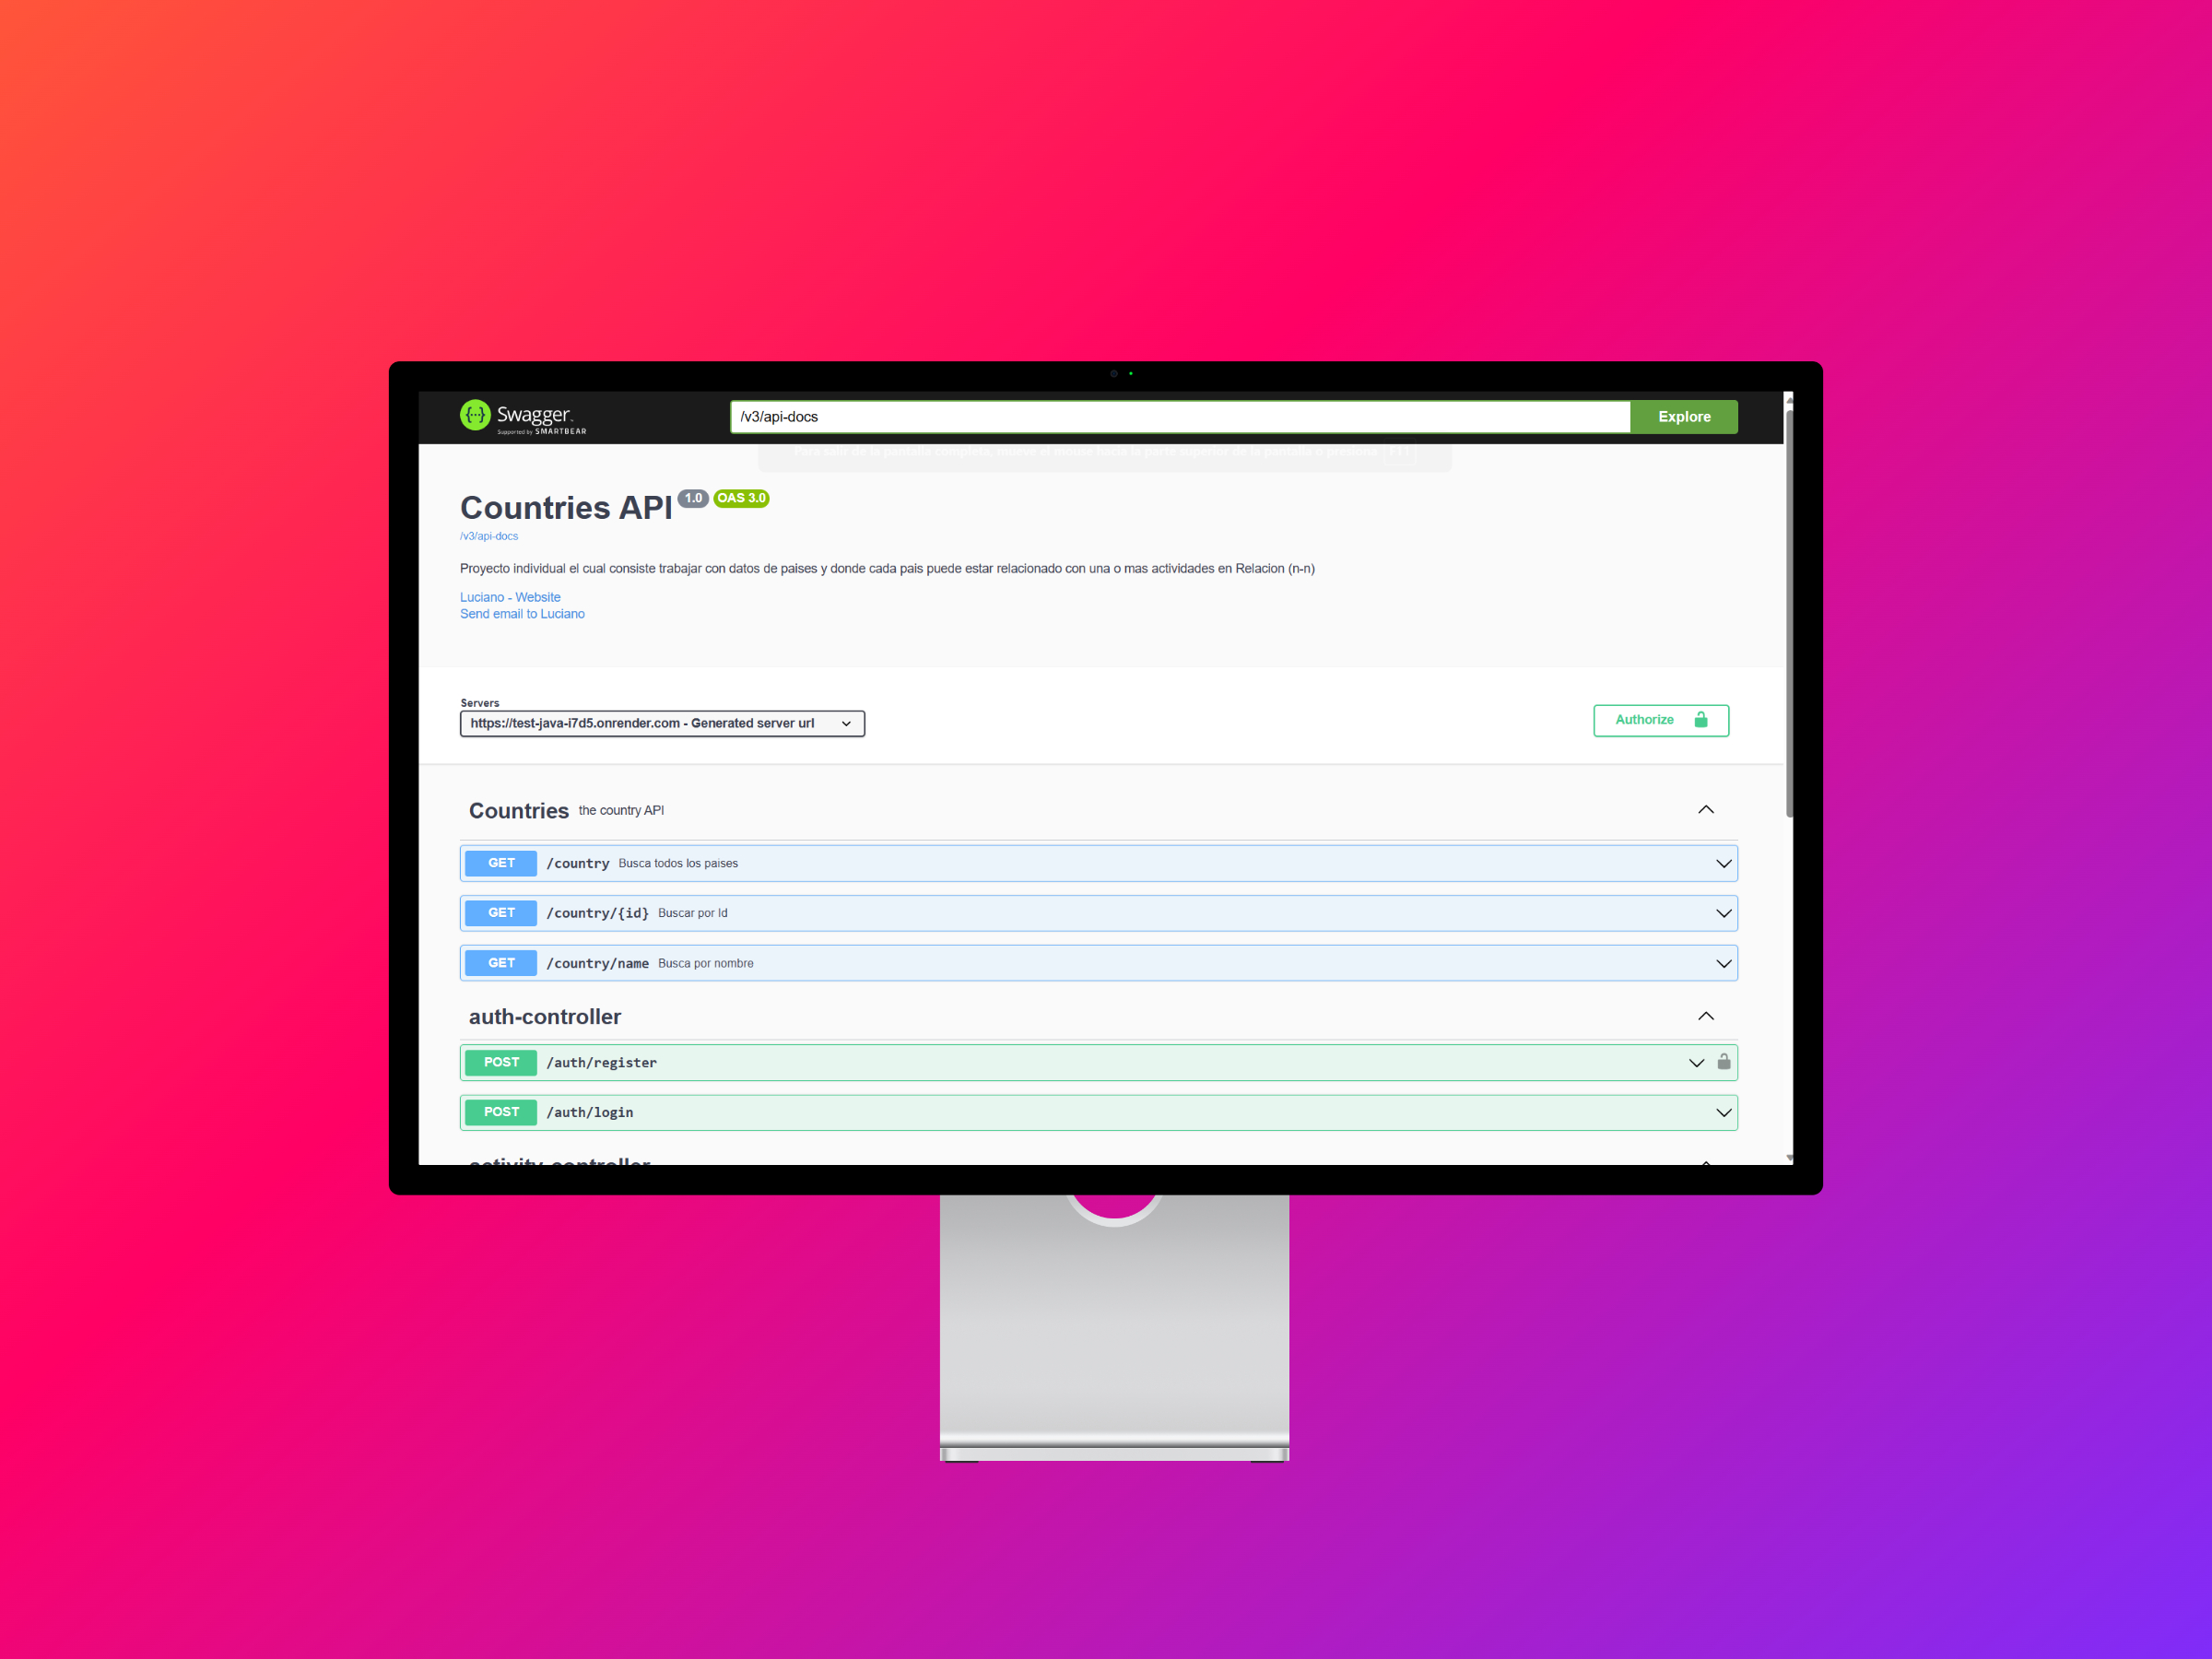 Swagger
Supported by SMARTBEAR
/v3/api-docs
Explore
Para salir de la pantalla completa, mueve el mouse hacia la parte superior de la pantalla o presiona F11
Countries API 1.0 OAS 3.0
/v3/api-docs
Proyecto individual el cual consiste trabajar con datos de paises y donde cada pais puede estar relacionado con una o mas actividades en Relacion (n-n)
Luciano - Website
Send email to Luciano
Servers
https://test-java-i7d5.onrender.com - Generated server url
Authorize
Countries the country API
GET /country Busca todos los paises
GET /country/{id} Buscar por Id
GET /country/name Busca por nombre
auth-controller
POST /auth/register
POST /auth/login
activity-controller